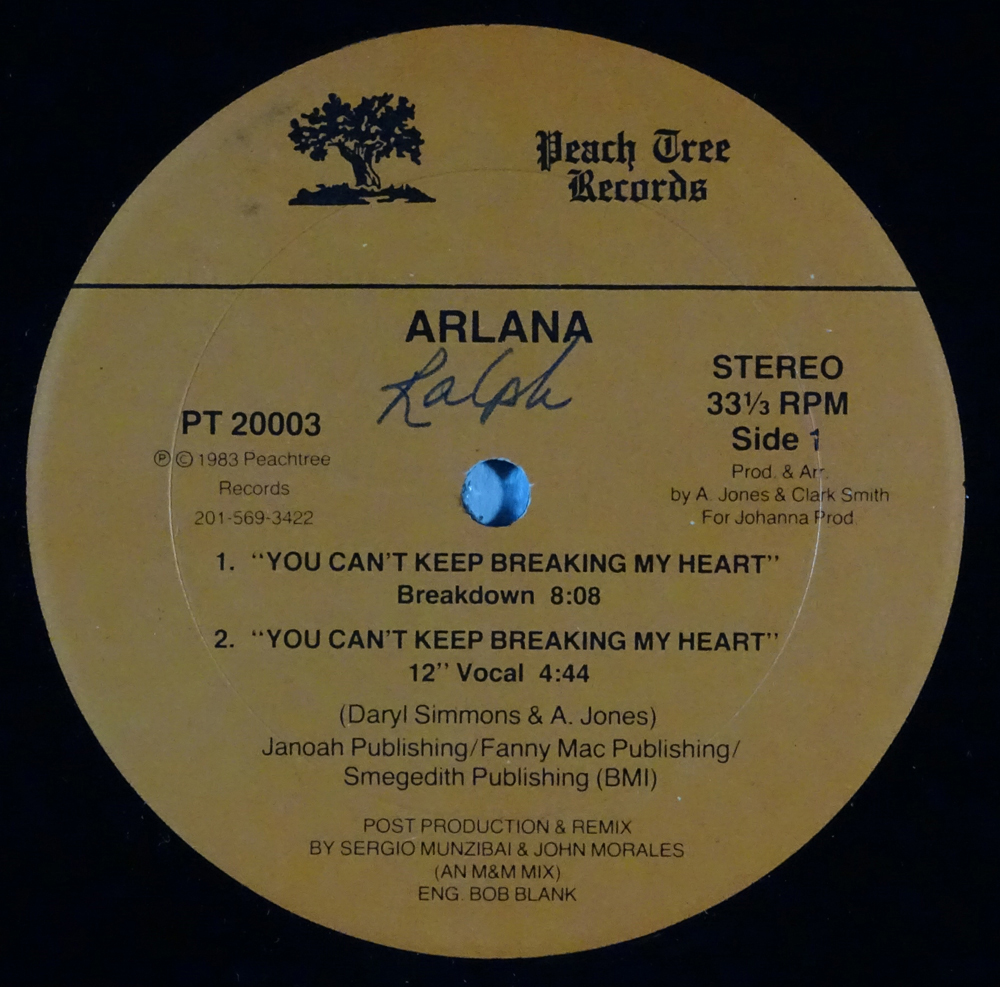 Peach Tree
Records
ARLANA
Ralph
STEREO
33⅓ RPM
Side 1
PT 20003
Ⓟ © 1983 Peachtree
Records
201-569-3422
Prod. & Arr.
by A. Jones & Clark Smith
For Johanna Prod.
1. “YOU CAN'T KEEP BREAKING MY HEART”
Breakdown 8:08
2. “YOU CAN'T KEEP BREAKING MY HEART”
12” Vocal 4:44
(Daryl Simmons & A. Jones)
Janoah Publishing/Fanny Mac Publishing/
Smegedith Publishing (BMI)
POST PRODUCTION & REMIX
BY SERGIO MUNZIBAI & JOHN MORALES
(AN M&M MIX)
ENG. BOB BLANK